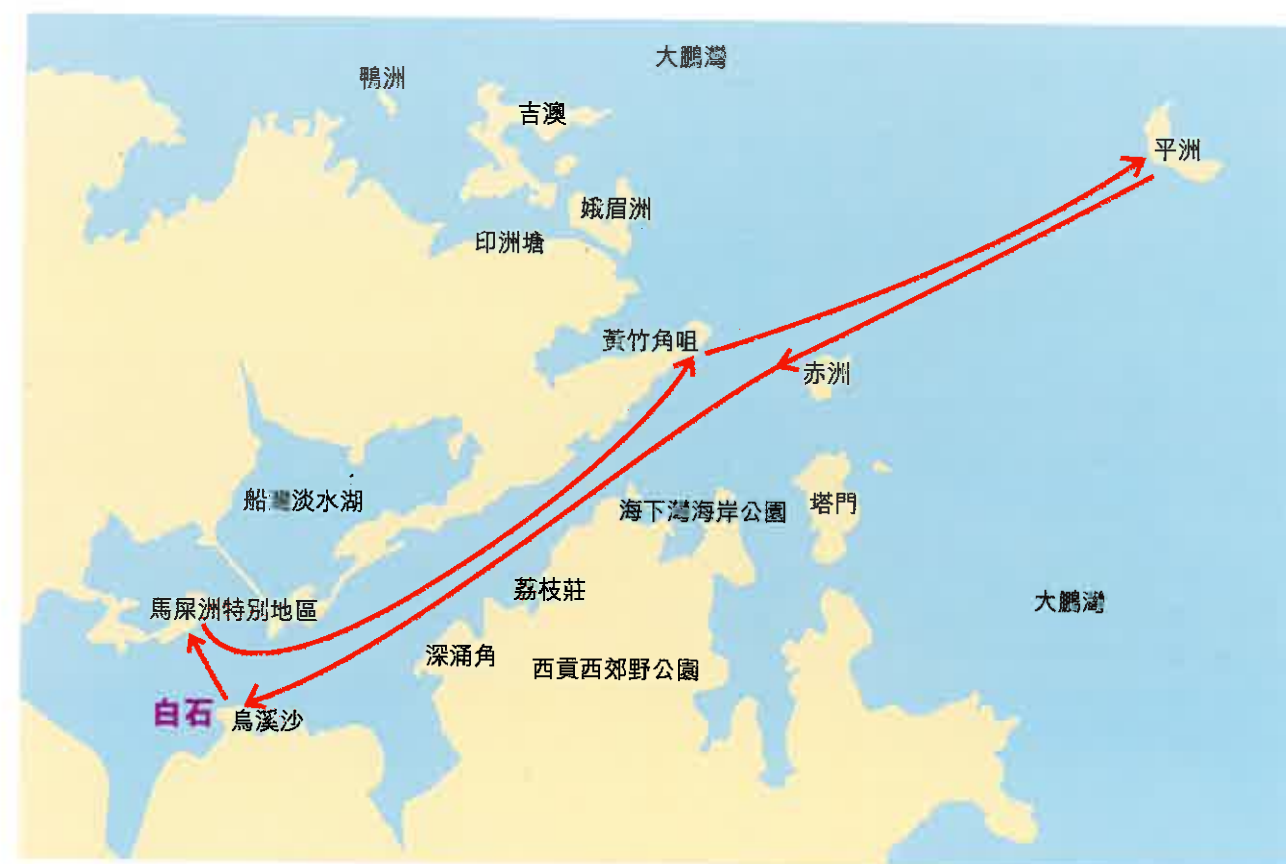 大鵬灣
鴨洲
吉澳
平洲
娥眉洲
印洲塘
黃竹角咀
赤洲
船灣淡水湖
海下灣海岸公園
塔門
荔枝莊
馬屎洲特別地區
大鵬灣
深涌角
西貢西郊野公園
白石
烏溪沙